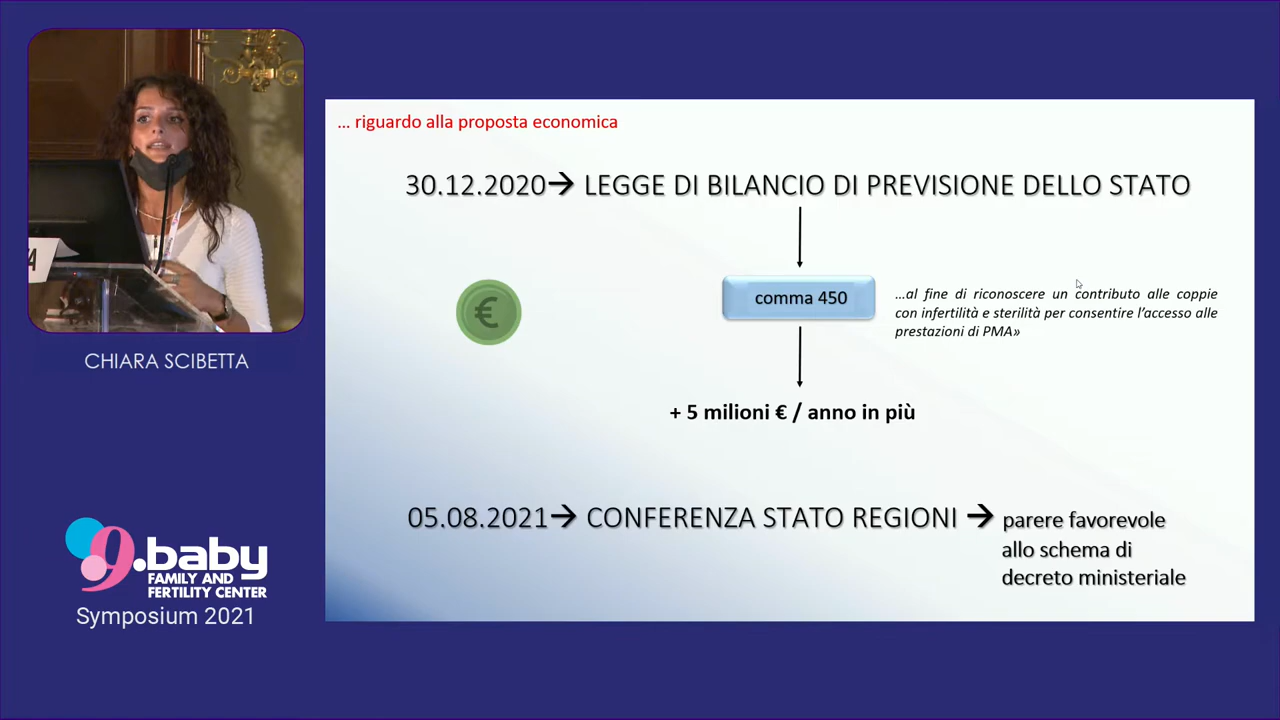 ... riguardo alla proposta economica
30.12.2020→ LEGGE DI BILANCIO DI PREVISIONE DELLO STATO
€
comma 450
...al fine di riconoscere un contributo alle coppie
con infertilità e sterilità per consentire l'accesso alle
prestazioni di PMA»
+ 5 milioni € / anno in più
05.08.2021→ CONFERENZA STATO REGIONI → parere favorevole
allo schema di
decreto ministeriale
CHIARA SCIBETTA
9.baby
FAMILY AND
FERTILITY CENTER
Symposium 2021